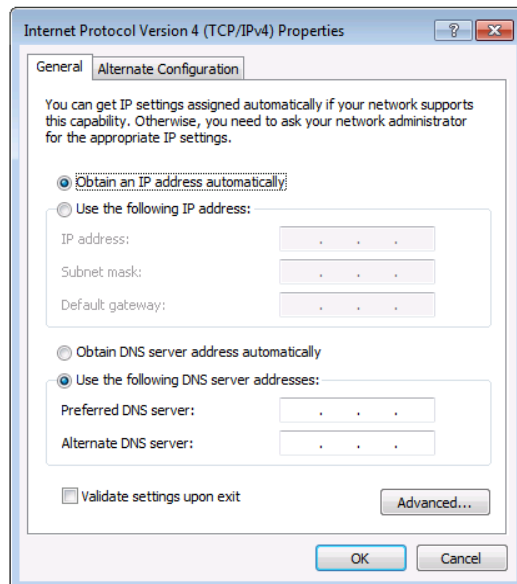 Internet Protocol Version 4 (TCP/IPv4) Properties
General
Alternate Configuration
You can get IP settings assigned automatically if your network supports
this capability. Otherwise, you need to ask your network administrator
for the appropriate IP settings.
Obtain an IP address automatically
Use the following IP address:
IP address:
Subnet mask:
Default gateway:
Obtain DNS server address automatically
Use the following DNS server addresses:
Preferred DNS server:
Alternate DNS server:
Validate settings upon exit
Advanced...
OK
Cancel